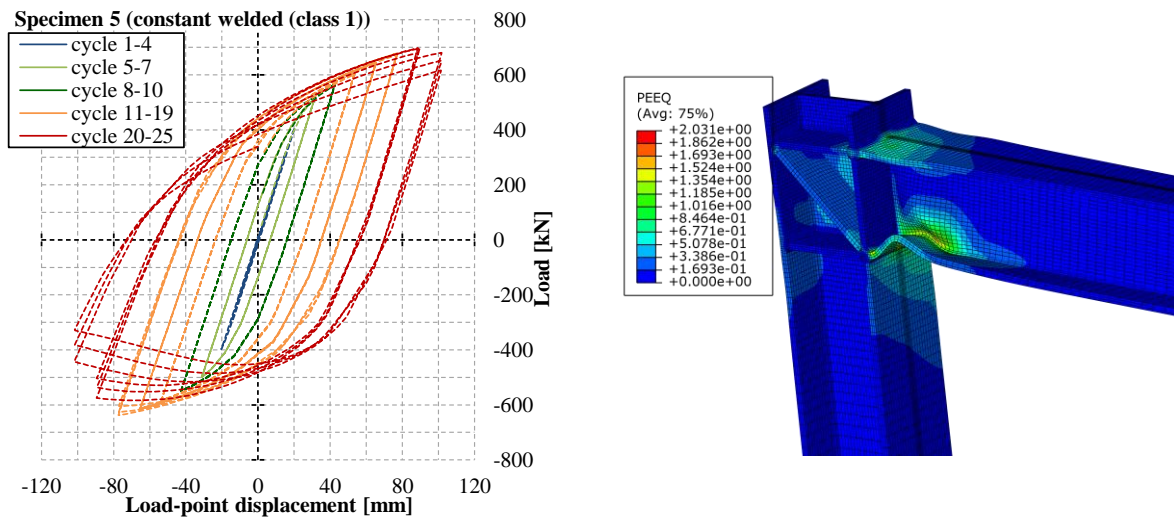 Specimen 5 (constant welded (class 1))
cycle 1-4
cycle 5-7
cycle 8-10
cycle 11-19
cycle 20-25
800
600
400
200
0
-200
-400
-600
-800
Load [kN]
-120 -80 -40 0 40 80 120
Load-point displacement [mm]
PEEQ
(Avg: 75%)
+2.031e+00
+1.862e+00
+1.693e+00
+1.524e+00
+1.354e+00
+1.185e+00
+1.016e+00
+8.464e-01
+6.771e-01
+5.078e-01
+3.386e-01
+1.693e-01
+0.000e+00